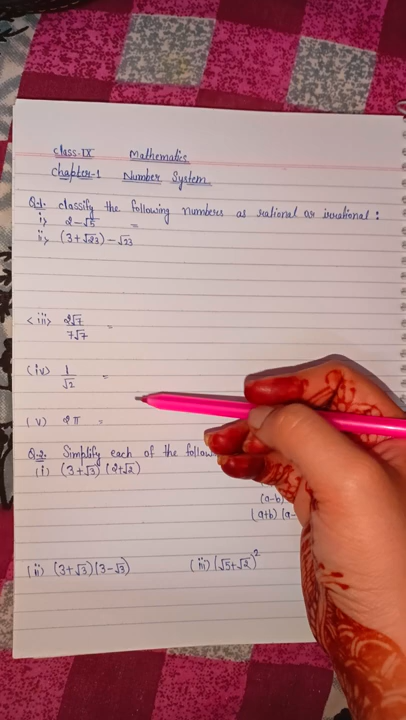 class-IX Mathematics
chapter-1 Number System
Q.1. classify the following numbers as rational or irrational :
i> 2-√5 =
ii> (3+√23)-√23
<iii> 2√7/7√7 =
(iv) 1/√2 =
(v) 2π =
Q.2. Simplify each of the
(i) (3+√3)(2+√2)
(a-b)
(a+b)(a-
(ii) (3+√3)(3-√3) (iii) (√5+√2)²